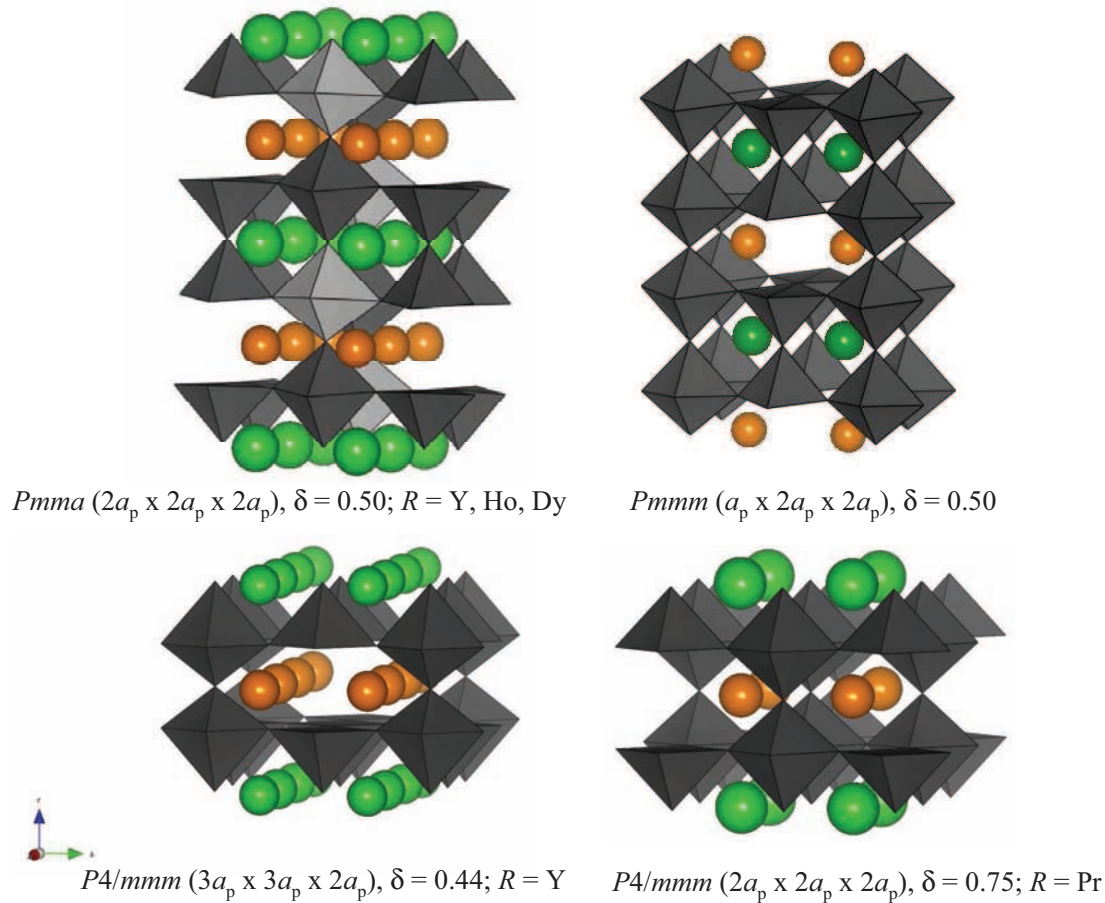 Pmma (2aₚ x 2aₚ x 2aₚ), δ = 0.50; R = Y, Ho, Dy
Pmmm (aₚ x 2aₚ x 2aₚ), δ = 0.50
P4/mmm (3aₚ x 3aₚ x 2aₚ), δ = 0.44; R = Y
P4/mmm (2aₚ x 2aₚ x 2aₚ), δ = 0.75; R = Pr